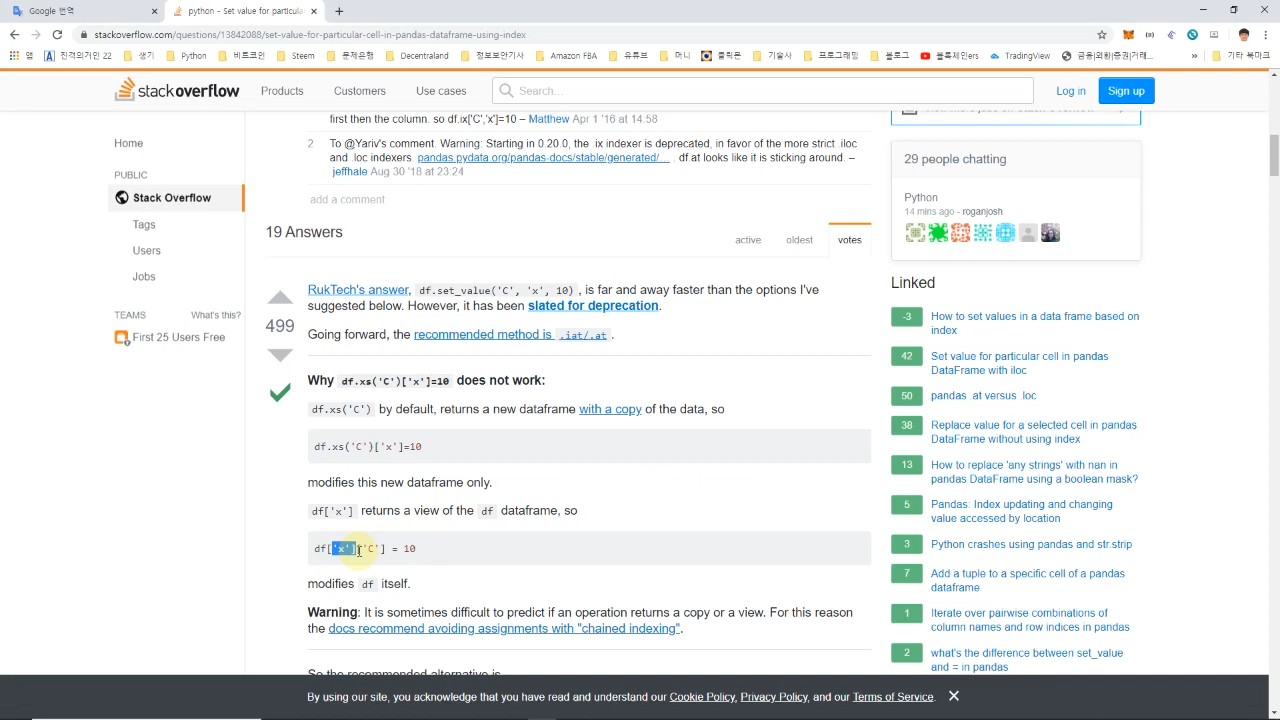 Google 번역
python - Set value for particula
stackoverflow.com/questions/13842088/set-value-for-particular-cell-in-pandas-dataframe-using-index
앱 진격의거인 22 생기 Python 비트코인 Steem 문제은행 Decentraland 정보보안기사 Amazon FBA 유튜브 머니 클릭몬 기술사 프로그래밍 블로그 블록체인스 TradingView 금융|외환|증권|거래... » 기타 북마크
stackoverflow Products Customers Use cases Search... Log in Sign up
first then the column. so df.ix['C','x']=10 – Matthew Apr 1 '16 at 14:58
2 To @Yariv's comment. Warning: Starting in 0.20.0, the .ix indexer is deprecated, in favor of the more strict .iloc
and .loc indexers. pandas.pydata.org/pandas-docs/stable/generated/… . df.at looks like it is sticking around. –
jeffhale Aug 30 '18 at 23:24
add a comment
19 Answers
active oldest votes
RukTech's answer, df.set_value('C', 'x', 10), is far and away faster than the options I've
suggested below. However, it has been slated for deprecation.
499
Going forward, the recommended method is .iat/.at.
Why df.xs('C')['x']=10 does not work:
df.xs('C') by default, returns a new dataframe with a copy of the data, so
df.xs('C')['x']=10
modifies this new dataframe only.
df['x'] returns a view of the df dataframe, so
df['x']['C'] = 10
modifies df itself.
Warning: It is sometimes difficult to predict if an operation returns a copy or a view. For this reason
the docs recommend avoiding assignments with "chained indexing".
So the recommended alternative is
Home
PUBLIC
Stack Overflow
Tags
Users
Jobs
TEAMS What's this?
First 25 Users Free
29 people chatting
Python
14 mins ago - roganjosh
Linked
-3 How to set values in a data frame based on
index
42 Set value for particular cell in pandas
DataFrame with iloc
50 pandas .at versus .loc
38 Replace value for a selected cell in pandas
DataFrame without using index
13 How to replace 'any strings' with nan in
pandas DataFrame using a boolean mask?
5 Pandas: Index updating and changing
value accessed by location
3 Python crashes using pandas and str.strip
7 Add a tuple to a specific cell of a pandas
dataframe
1 Iterate over pairwise combinations of
column names and row indices in pandas
2 what's the difference between set_value
and = in pandas
By using our site, you acknowledge that you have read and understand our Cookie Policy, Privacy Policy, and our Terms of Service.